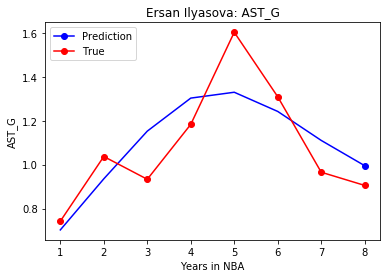 Ersan Ilyasova: AST_G
Prediction
True
1.6
1.4
1.2
1.0
0.8
AST_G
1 2 3 4 5 6 7 8
Years in NBA